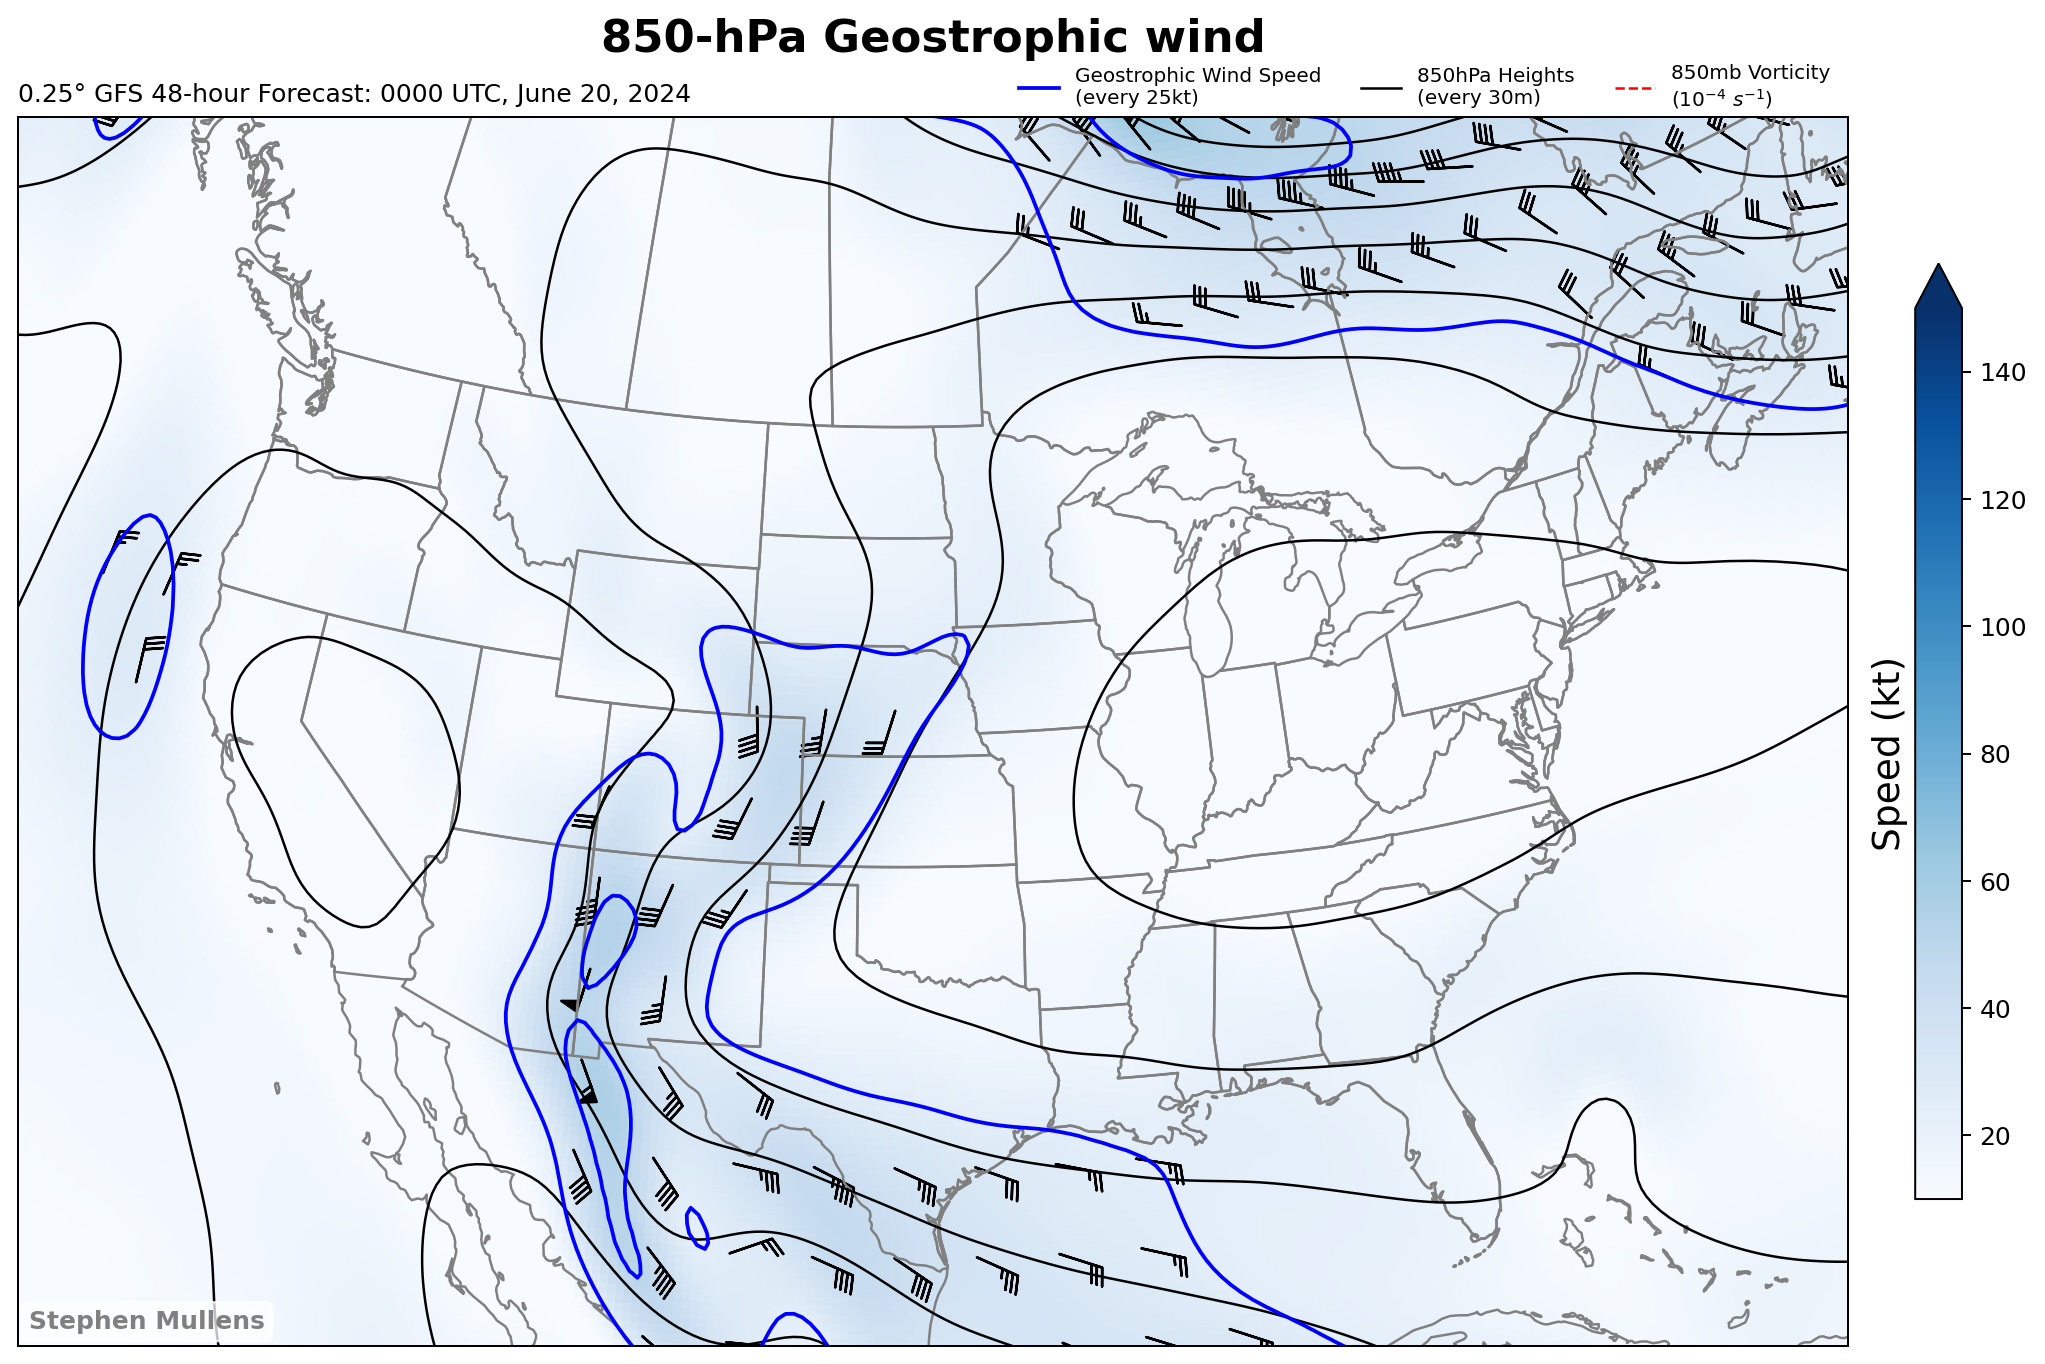 850-hPa Geostrophic wind
0.25° GFS 48-hour Forecast: 0000 UTC, June 20, 2024
Geostrophic Wind Speed
(every 25kt)
850hPa Heights
(every 30m)
850mb Vorticity
(10⁻⁴ s⁻¹)
140
120
100
80
60
40
20
Speed (kt)
Stephen Mullens